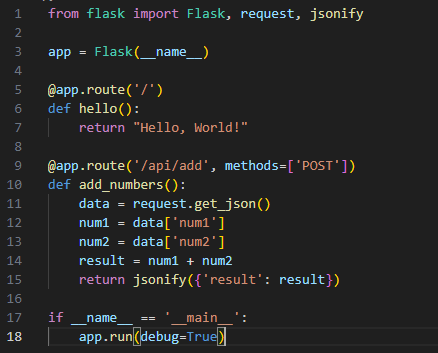 1 from flask import Flask, request, jsonify
2
3 app = Flask(__name__)
4
5 @app.route('/')
6 def hello():
7     return "Hello, World!"
8
9 @app.route('/api/add', methods=['POST'])
10 def add_numbers():
11     data = request.get_json()
12     num1 = data['num1']
13     num2 = data['num2']
14     result = num1 + num2
15     return jsonify({'result': result})
16
17 if __name__ == '__main__':
18     app.run(debug=True)